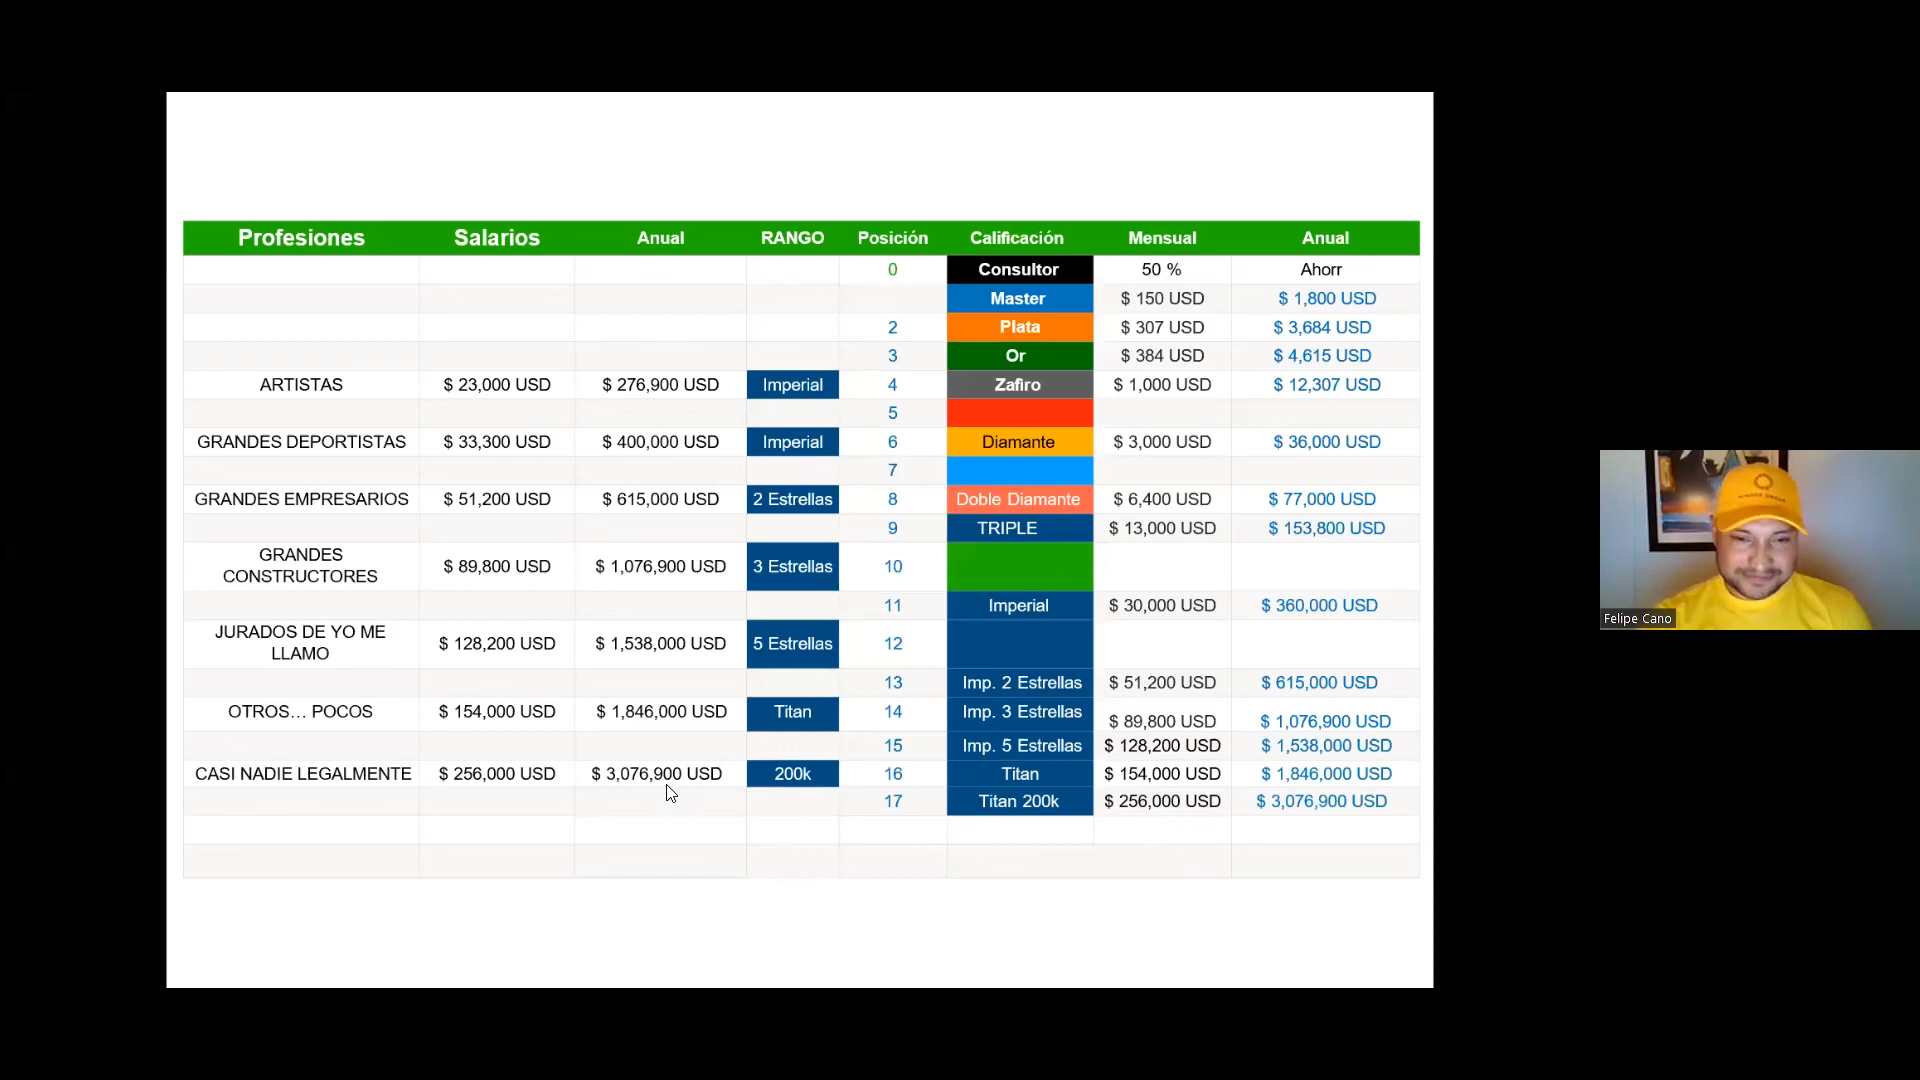 Profesiones Salarios Anual RANGO Posición Calificación Mensual Anual
0 Consultor 50 % Ahorr
Master $ 150 USD $ 1,800 USD
2 Plata $ 307 USD $ 3,684 USD
3 Or $ 384 USD $ 4,615 USD
ARTISTAS $ 23,000 USD $ 276,900 USD Imperial 4 Zafiro $ 1,000 USD $ 12,307 USD
5
GRANDES DEPORTISTAS $ 33,300 USD $ 400,000 USD Imperial 6 Diamante $ 3,000 USD $ 36,000 USD
7
GRANDES EMPRESARIOS $ 51,200 USD $ 615,000 USD 2 Estrellas 8 Doble Diamante $ 6,400 USD $ 77,000 USD
9 TRIPLE $ 13,000 USD $ 153,800 USD
GRANDES
CONSTRUCTORES $ 89,800 USD $ 1,076,900 USD 3 Estrellas 10
11 Imperial $ 30,000 USD $ 360,000 USD
JURADOS DE YO ME
LLAMO $ 128,200 USD $ 1,538,000 USD 5 Estrellas 12
13 Imp. 2 Estrellas $ 51,200 USD $ 615,000 USD
OTROS... POCOS $ 154,000 USD $ 1,846,000 USD Titan 14 Imp. 3 Estrellas $ 89,800 USD $ 1,076,900 USD
15 Imp. 5 Estrellas $ 128,200 USD $ 1,538,000 USD
CASI NADIE LEGALMENTE $ 256,000 USD $ 3,076,900 USD 200k 16 Titan $ 154,000 USD $ 1,846,000 USD
17 Titan 200k $ 256,000 USD $ 3,076,900 USD
Felipe Cano